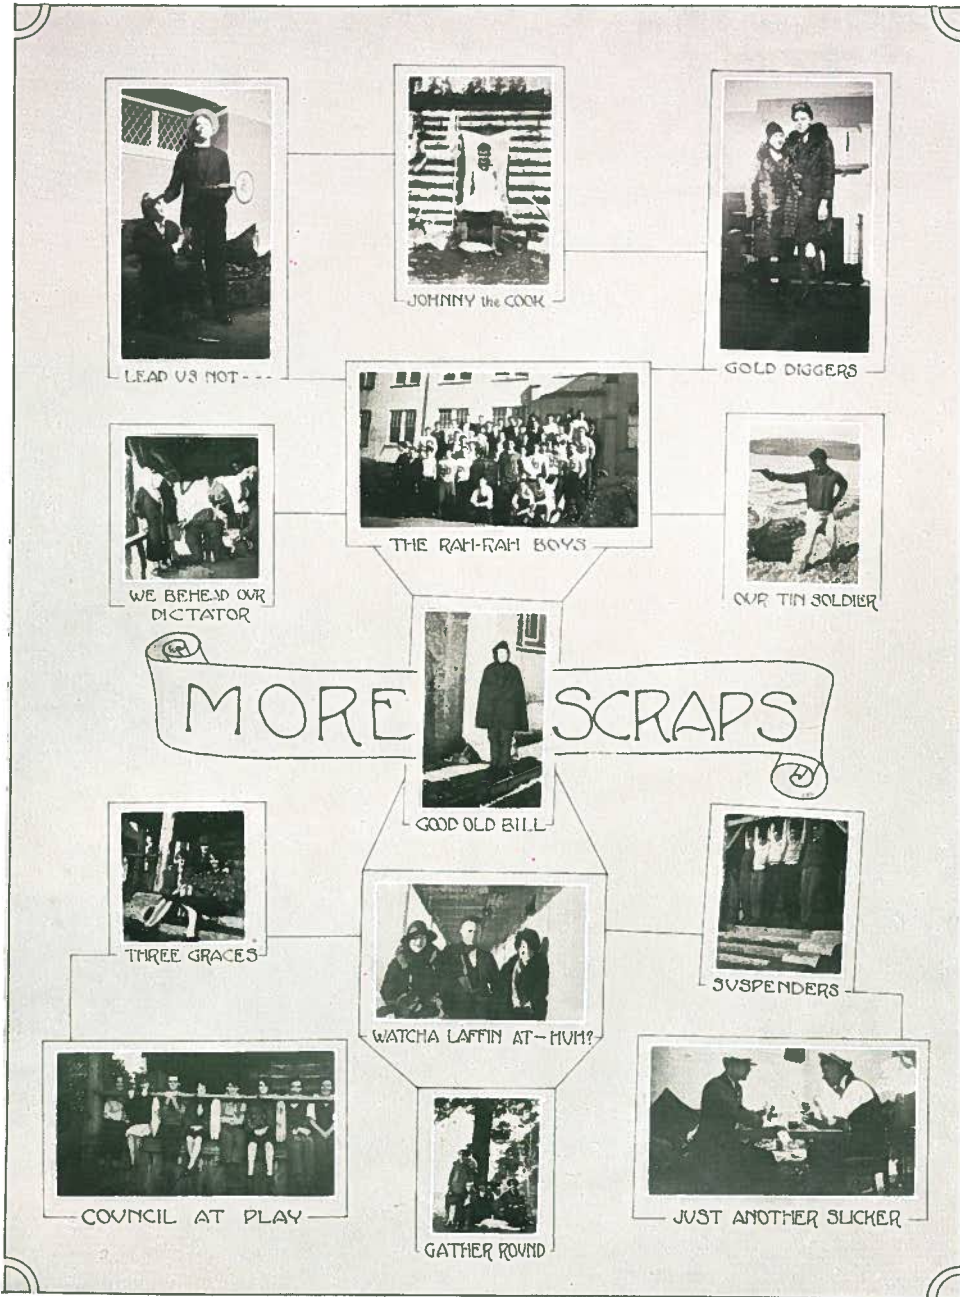 LEAD US NOT - - -
JOHNNY the COOK
GOLD DIGGERS
THE RAH-RAH BOYS
WE BEHEAD OUR
DICTATOR
OUR TIN SOLDIER
MORE SCRAPS
GOOD OLD BILL
THREE GRACES
SUSPENDERS
WATCHA LAFFIN AT - HUH?
COUNCIL AT PLAY
JUST ANOTHER SLICKER
GATHER ROUND